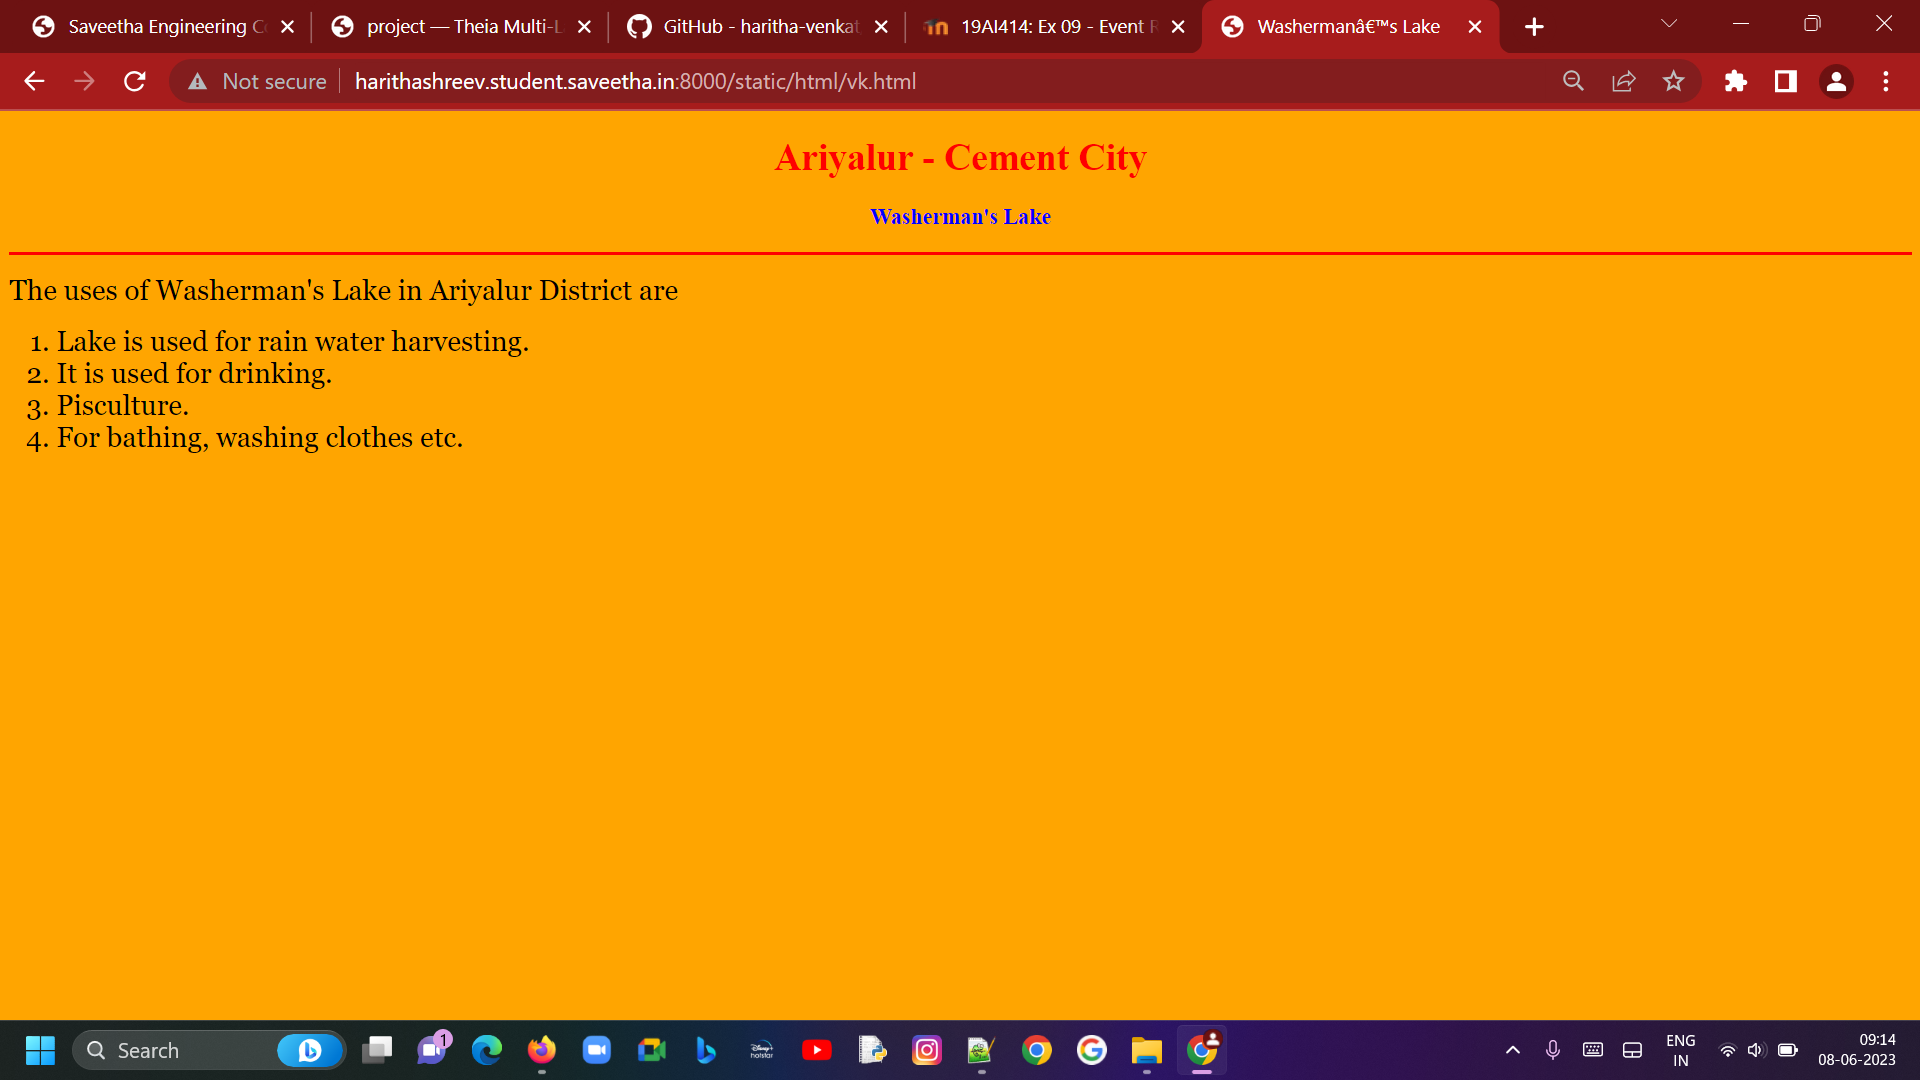 Saveetha Engineering C
project — Theia Multi-L
GitHub - haritha-venkat
19AI414: Ex 09 - Event R
Washermanâ€™s Lake
Not secure
harithashreev.student.saveetha.in:8000/static/html/vk.html
Ariyalur - Cement City
Washerman's Lake
The uses of Washerman's Lake in Ariyalur District are
1. Lake is used for rain water harvesting.
2. It is used for drinking.
3. Pisculture.
4. For bathing, washing clothes etc.
Search
1
Disney+
hotstar
ENG
IN
09:14
08-06-2023